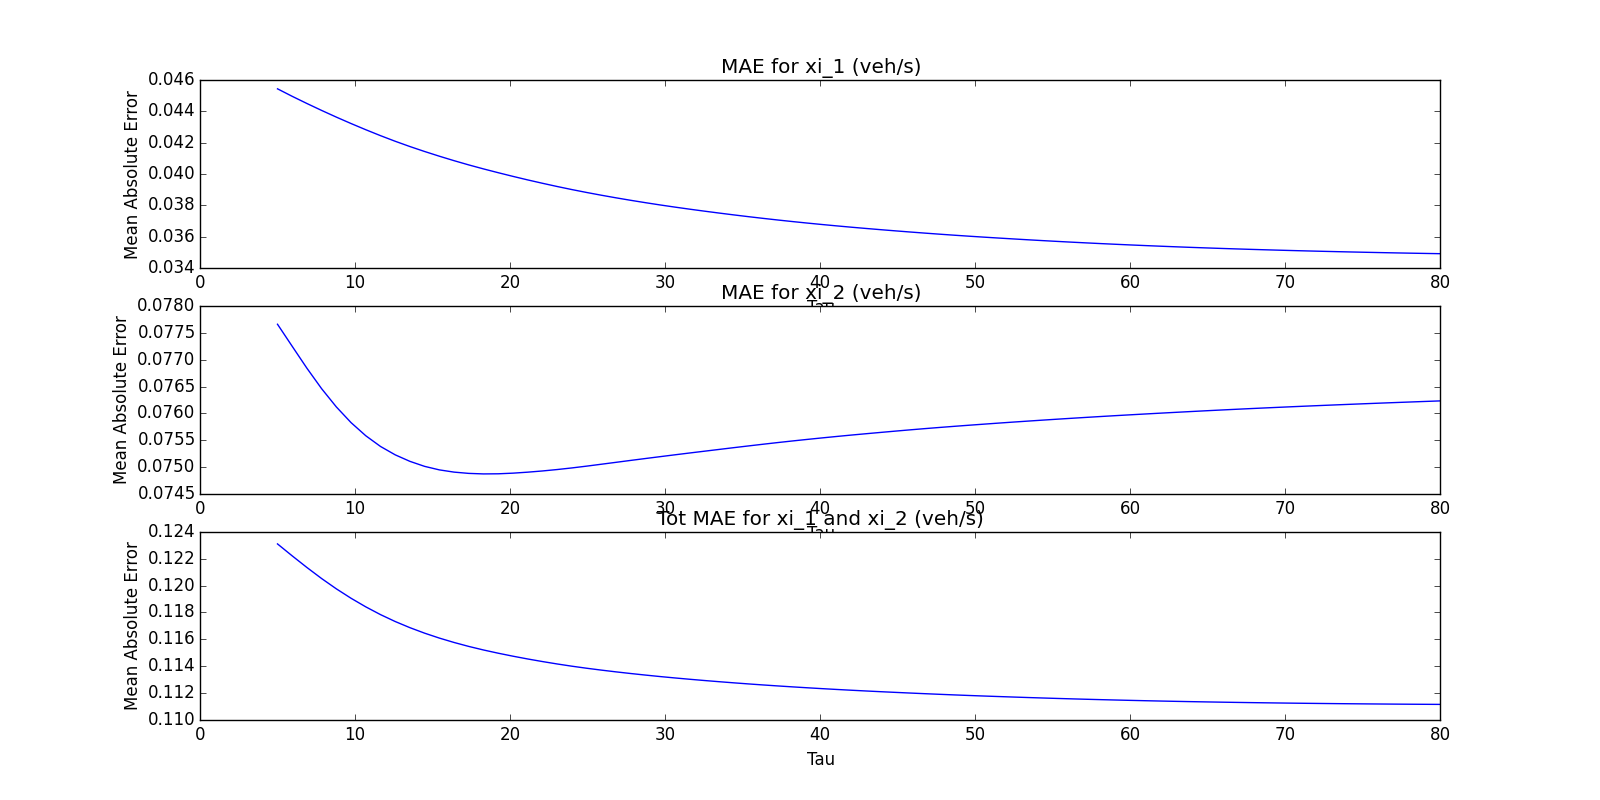 MAE for xi_1 (veh/s)
Mean Absolute Error
0.046
0.044
0.042
0.040
0.038
0.036
0.034
0 10 20 30 40 50 60 70 80
MAE for xi_2 (veh/s)
Mean Absolute Error
0.0780
0.0775
0.0770
0.0765
0.0760
0.0755
0.0750
0.0745
0 10 20 30 40 50 60 70 80
Tot MAE for xi_1 and xi_2 (veh/s)
Mean Absolute Error
0.124
0.122
0.120
0.118
0.116
0.114
0.112
0.110
0 10 20 30 40 50 60 70 80
Tau